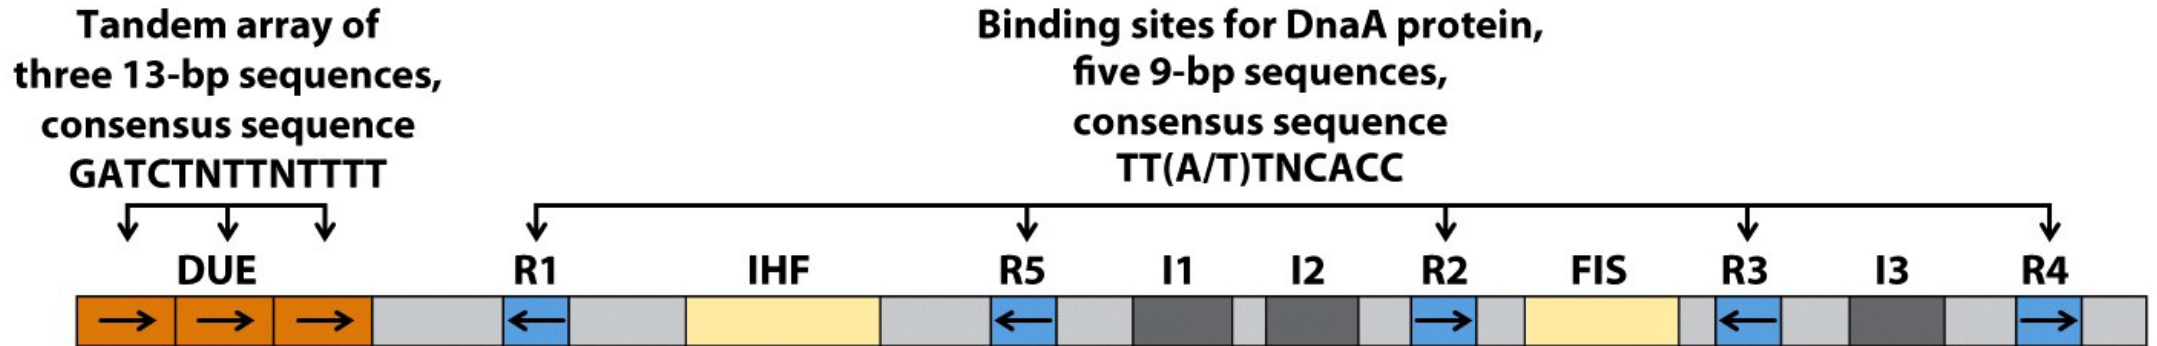 Tandem array of
three 13-bp sequences,
consensus sequence
GATCTNTTNTTTT
Binding sites for DnaA protein,
five 9-bp sequences,
consensus sequence
TT(A/T)TNCACC
DUE R1 IHF R5 I1 I2 R2 FIS R3 I3 R4